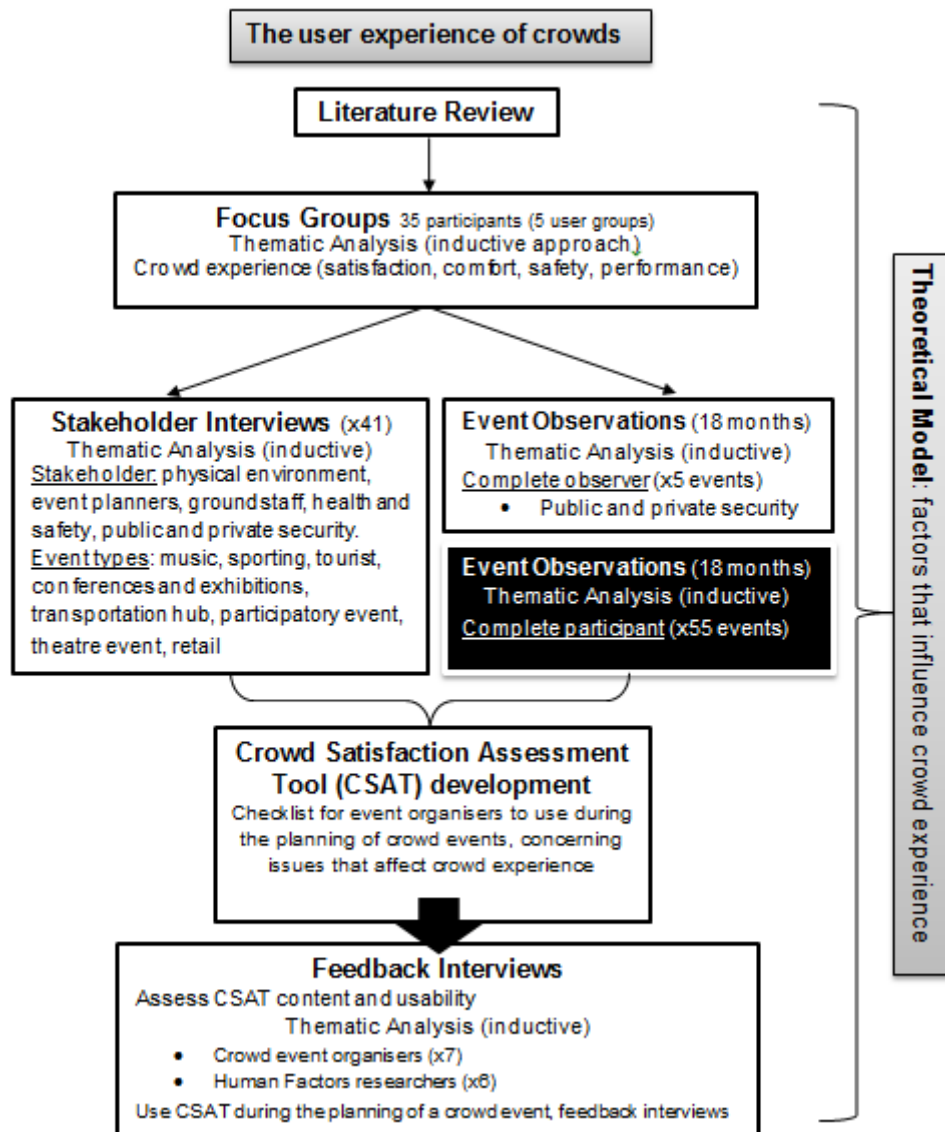 The user experience of crowds
Literature Review
Focus Groups 35 participants (5 user groups)
Thematic Analysis (inductive approach)
Crowd experience (satisfaction, comfort, safety, performance)
Stakeholder Interviews (x41)
Thematic Analysis (inductive)
Stakeholder: physical environment,
event planners, ground staff, health and
safety, public and private security.
Event types: music, sporting, tourist,
conferences and exhibitions,
transportation hub, participatory event,
theatre event, retail
Event Observations (18 months)
Thematic Analysis (inductive)
Complete observer (x5 events)
• Public and private security
Event Observations (18 months)
Thematic Analysis (inductive)
Complete participant (x55 events)
Crowd Satisfaction Assessment
Tool (CSAT) development
Checklist for event organisers to use during
the planning of crowd events, concerning
issues that affect crowd experience
Feedback Interviews
Assess CSAT content and usability
Thematic Analysis (inductive)
• Crowd event organisers (x7)
• Human Factors researchers (x6)
Use CSAT during the planning of a crowd event, feedback interviews
Theoretical Model: factors that influence crowd experience